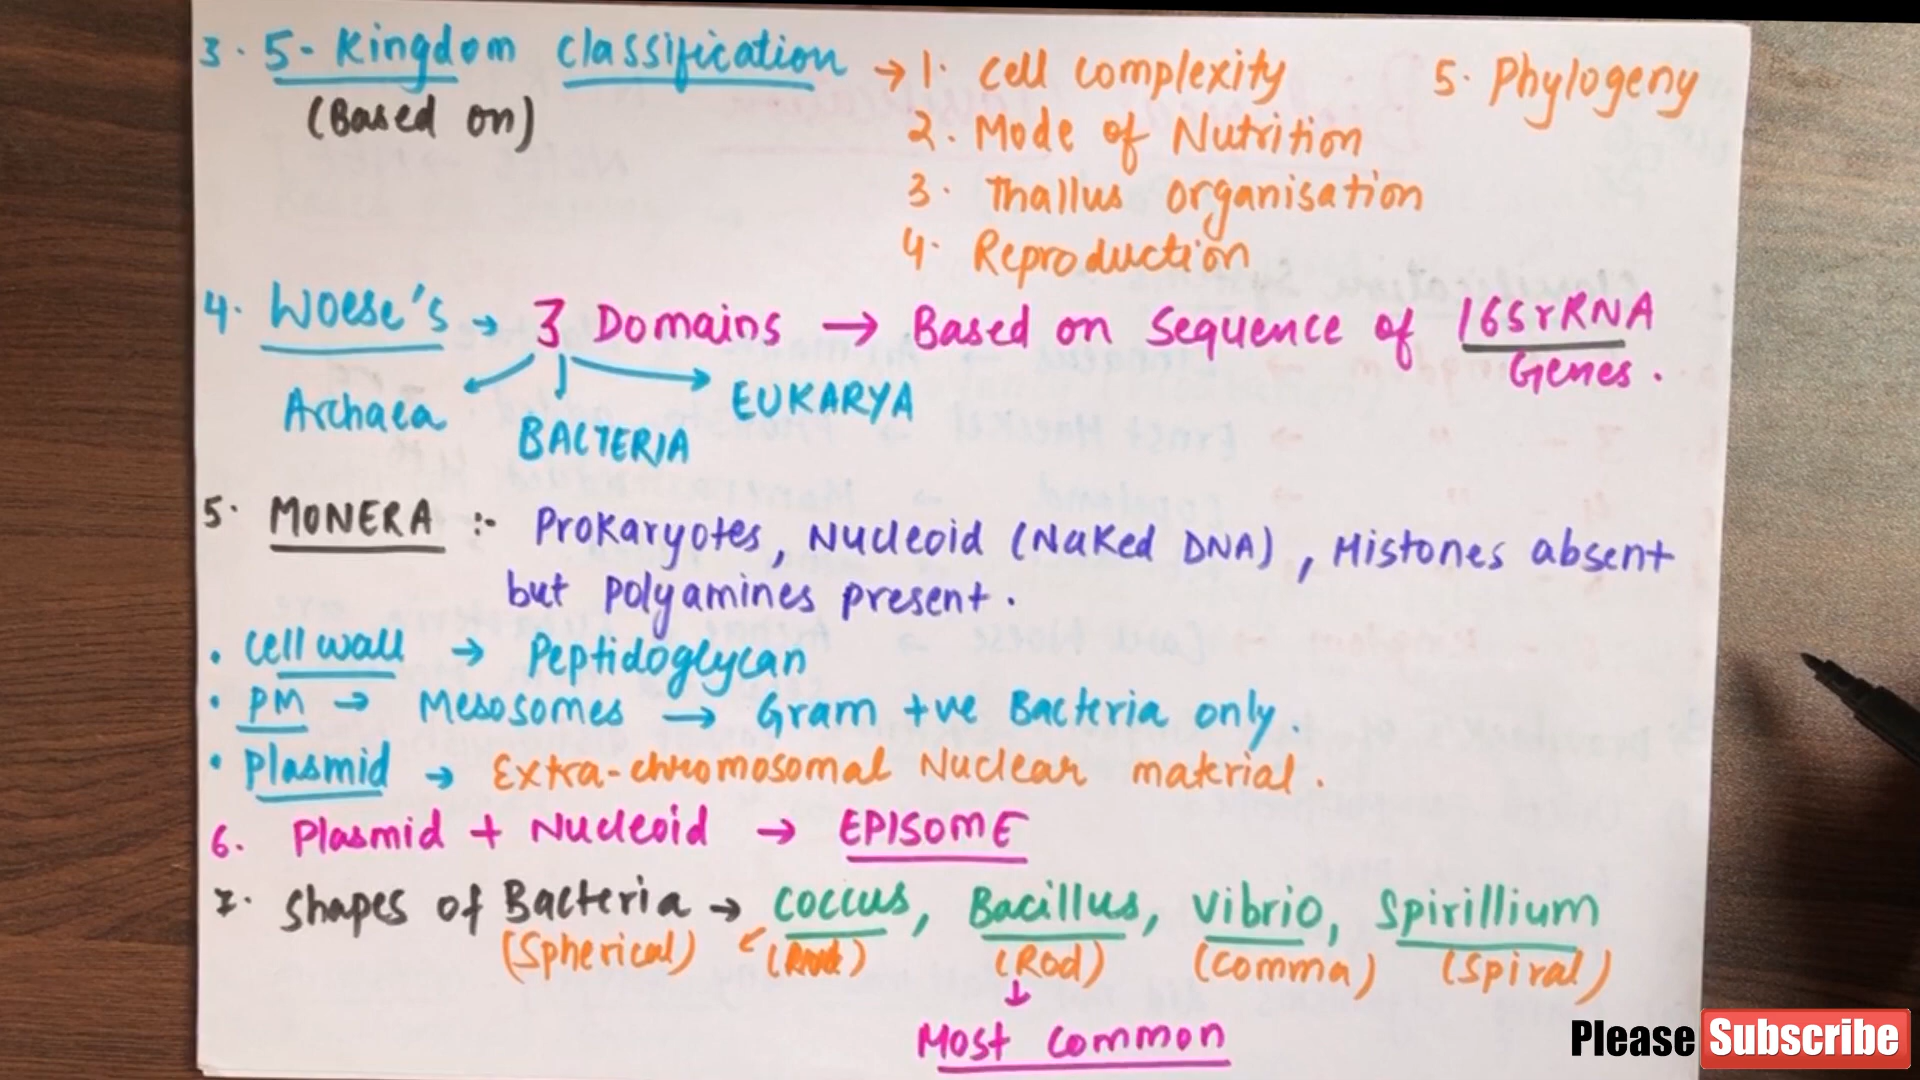 3. 5-Kingdom classification → 1. Cell complexity 5. Phylogeny
(Based on)
2. Mode of Nutrition
3. Thallus organisation
4. Reproduction
4. Woese's → 3 Domains → Based on Sequence of 16SrRNA
Genes.
Archaea
BACTERIA
EUKARYA
5. MONERA :- Prokaryotes, Nucleoid (Naked DNA), Histones absent
but polyamines present.
• Cell wall → Peptidoglycan
• PM → Mesosomes → Gram +ve Bacteria only.
• Plasmid → Extra-chromosomal Nuclear material.
6. Plasmid + Nucleoid → EPISOME
7. Shapes of Bacteria → Coccus, Bacillus, Vibrio, Spirillium
(Spherical) (Rod) (Comma) (Spiral)
↓
Most common
Please Subscribe